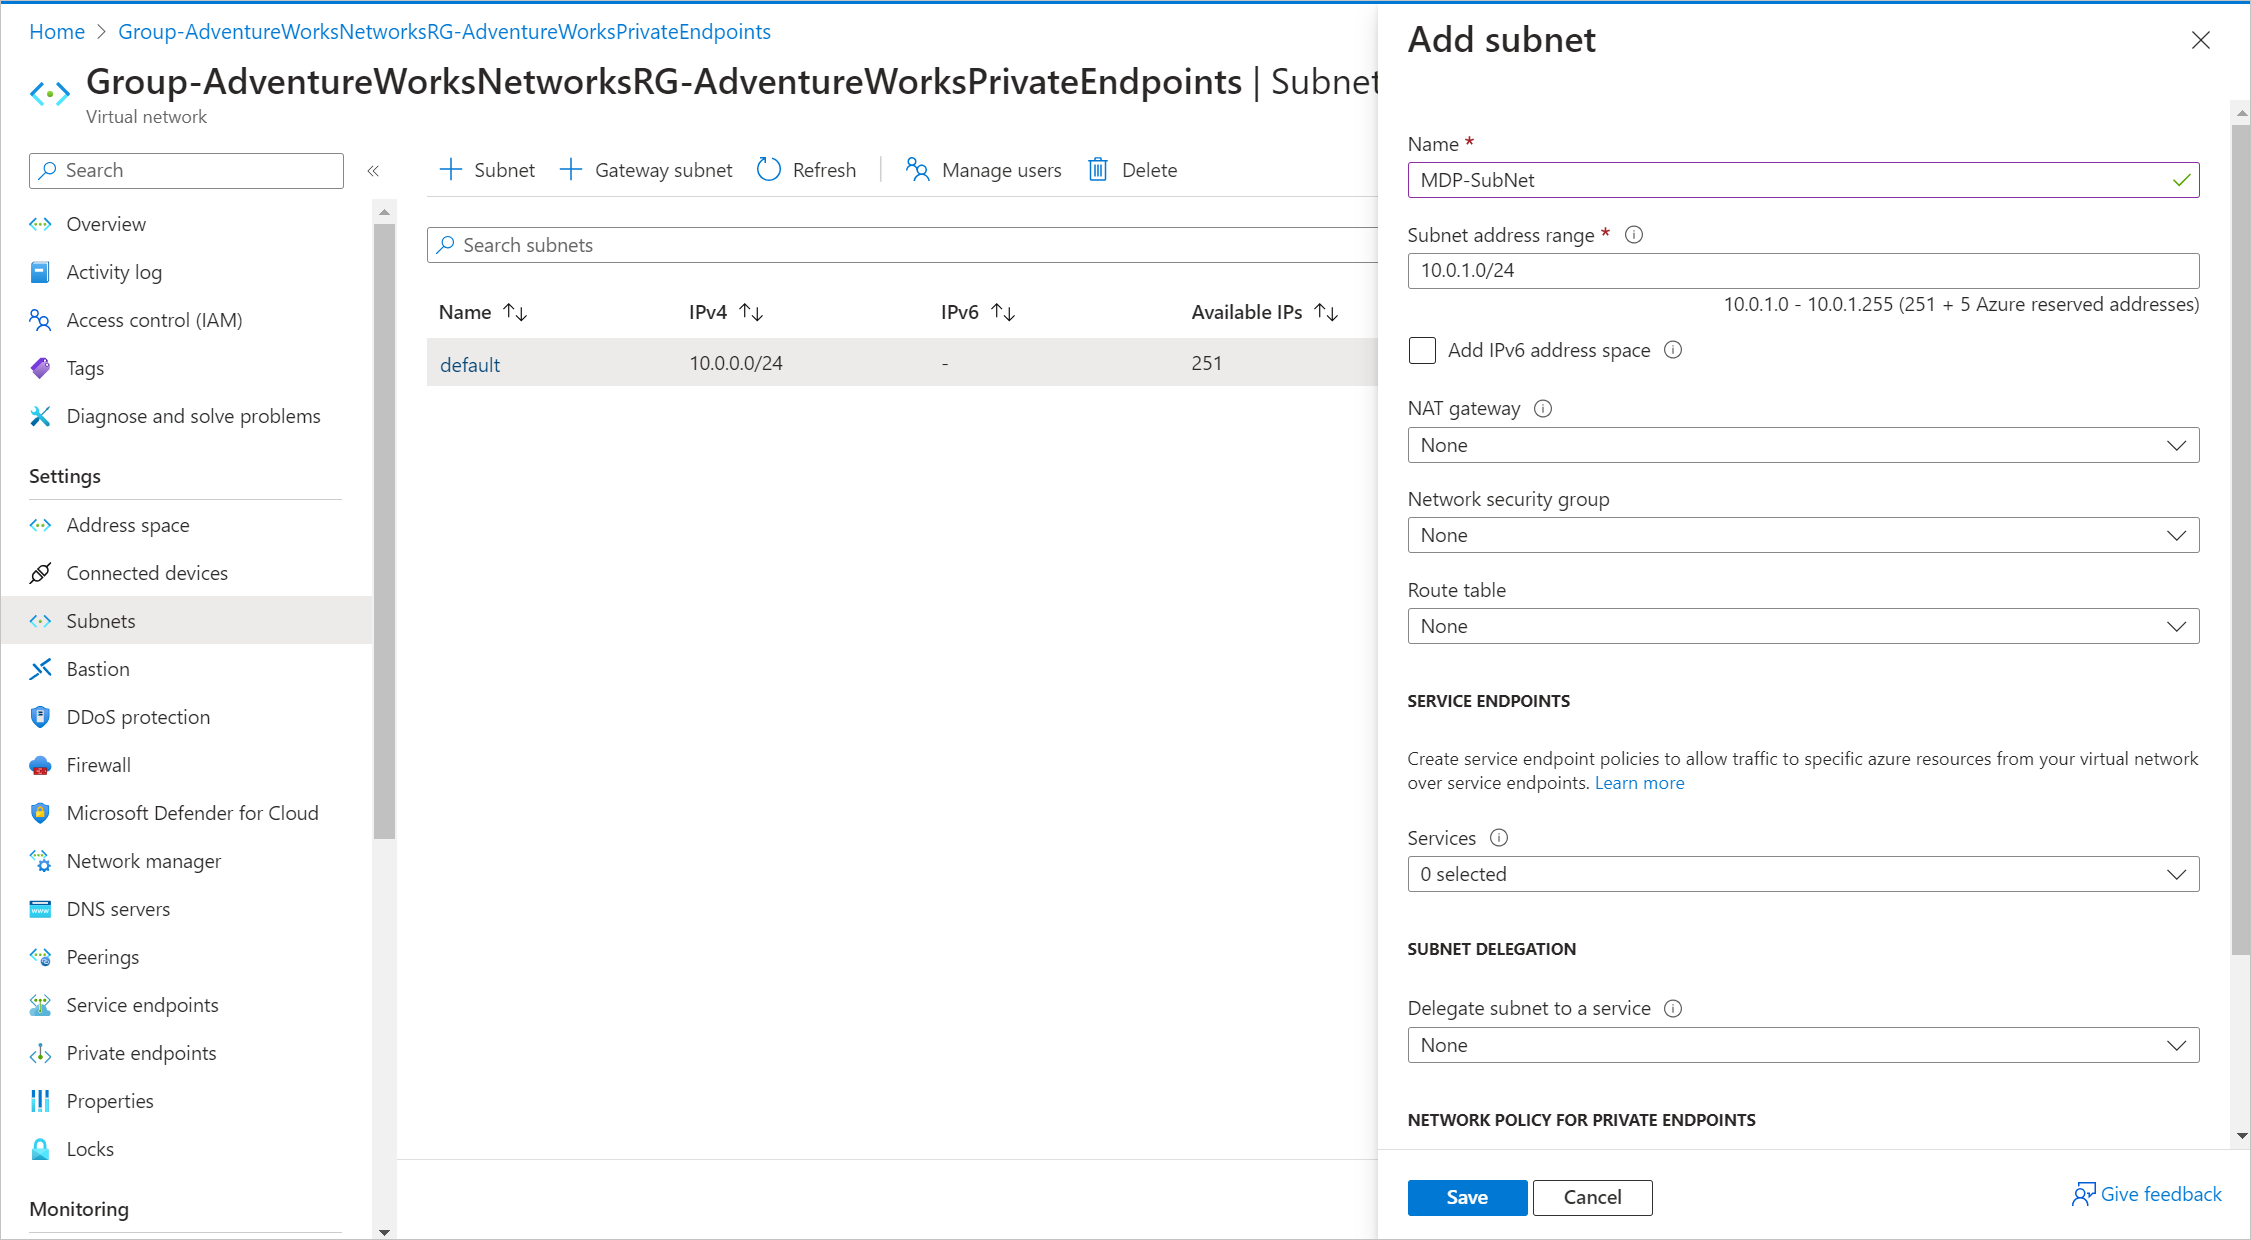 Home > Group-AdventureWorksNetworksRG-AdventureWorksPrivateEndpoints
Group-AdventureWorksNetworksRG-AdventureWorksPrivateEndpoints | Subnet
Virtual network
Search
«
Overview
Activity log
Access control (IAM)
Tags
Diagnose and solve problems
Settings
Address space
Connected devices
Subnets
Bastion
DDoS protection
Firewall
Microsoft Defender for Cloud
Network manager
DNS servers
Peerings
Service endpoints
Private endpoints
Properties
Locks
Monitoring
+ Subnet + Gateway subnet Refresh Manage users Delete
Search subnets
Name ↑↓ IPv4 ↑↓ IPv6 ↑↓ Available IPs ↑↓
default 10.0.0.0/24 - 251
Add subnet
Name *
MDP-SubNet
Subnet address range *
10.0.1.0/24
10.0.1.0 - 10.0.1.255 (251 + 5 Azure reserved addresses)
Add IPv6 address space
NAT gateway
None
Network security group
None
Route table
None
SERVICE ENDPOINTS
Create service endpoint policies to allow traffic to specific azure resources from your virtual network
over service endpoints. Learn more
Services
0 selected
SUBNET DELEGATION
Delegate subnet to a service
None
NETWORK POLICY FOR PRIVATE ENDPOINTS
Save Cancel
Give feedback